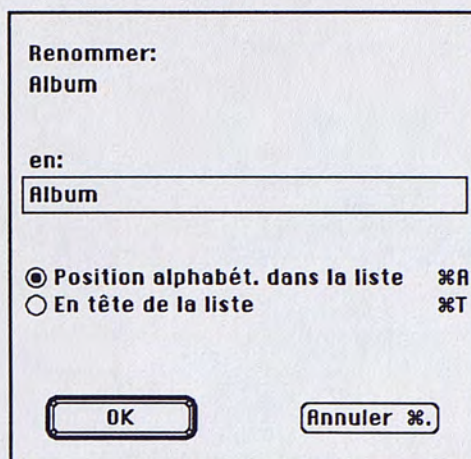 Renommer:
Album
en:
Album
Position alphabét. dans la liste ⌘A
En tête de la liste ⌘T
OK
Annuler ⌘.